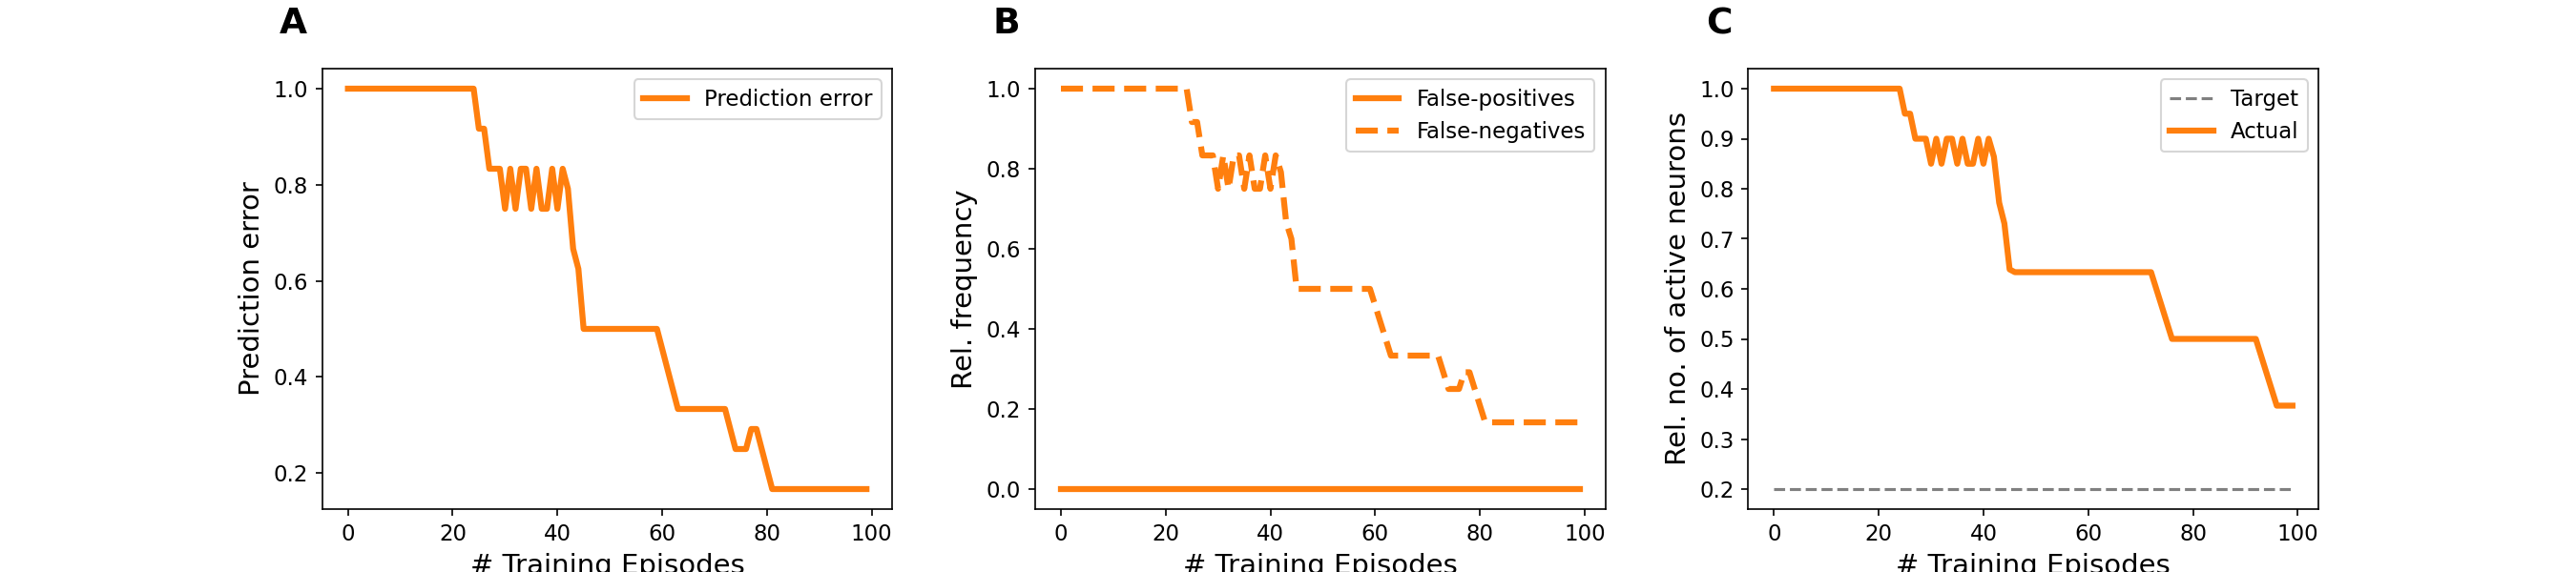 A
Prediction error
Prediction error
1.0
0.8
0.6
0.4
0.2
0
20
40
60
80
100
# Training Episodes
B
Rel. frequency
False-positives
False-negatives
1.0
0.8
0.6
0.4
0.2
0.0
0
20
40
60
80
100
# Training Episodes
C
Rel. no. of active neurons
Target
Actual
1.0
0.9
0.8
0.7
0.6
0.5
0.4
0.3
0.2
0
20
40
60
80
100
# Training Episodes